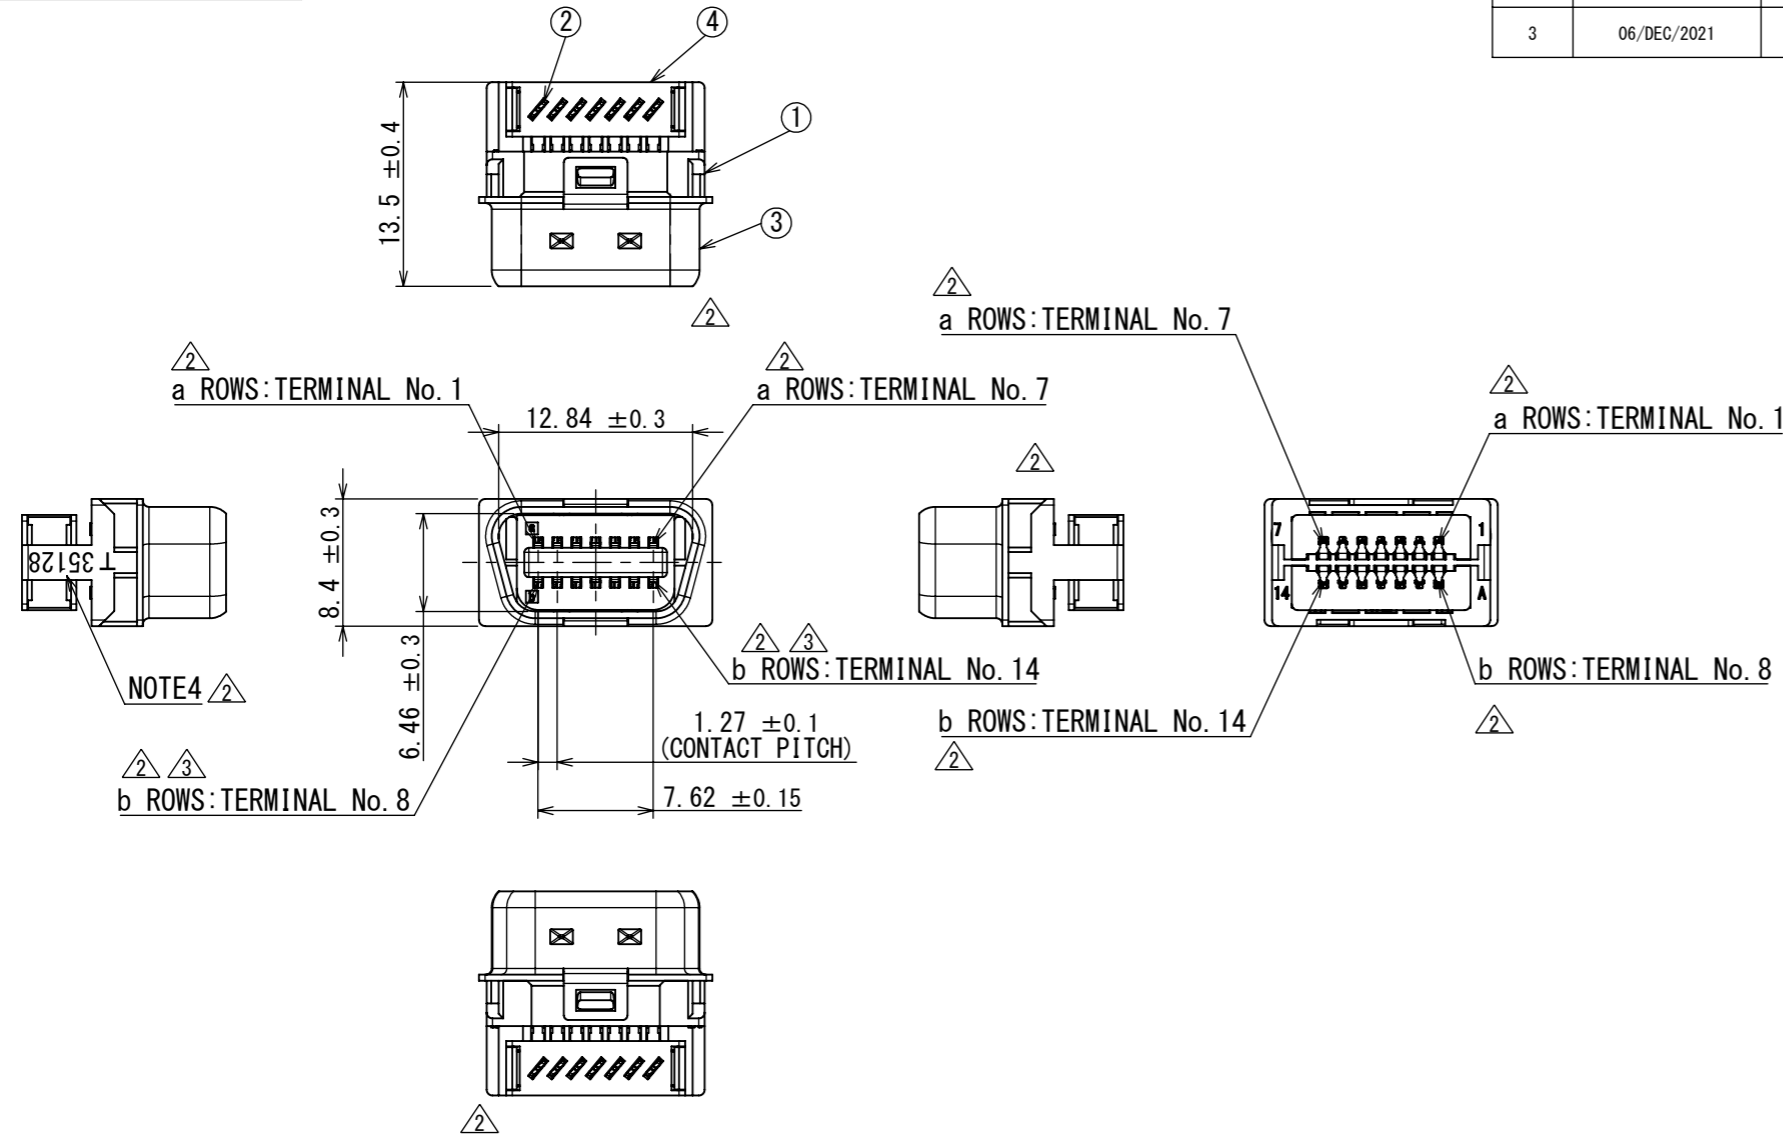 3 06/DEC/2021
2 4
1
3
13.5 ±0.4
2
2
a ROWS:TERMINAL No.7
2
a ROWS:TERMINAL No.1
2
a ROWS:TERMINAL No.7
2
a ROWS:TERMINAL No.1
12.84 ±0.3
2
8.4 ±0.3
6.46 ±0.3
T35128
NOTE4 2
7 1
14 A
2 3
b ROWS:TERMINAL No.14
b ROWS:TERMINAL No.8
2
b ROWS:TERMINAL No.14
2
1.27 ±0.1
(CONTACT PITCH)
2 3
b ROWS:TERMINAL No.8
7.62 ±0.15
2